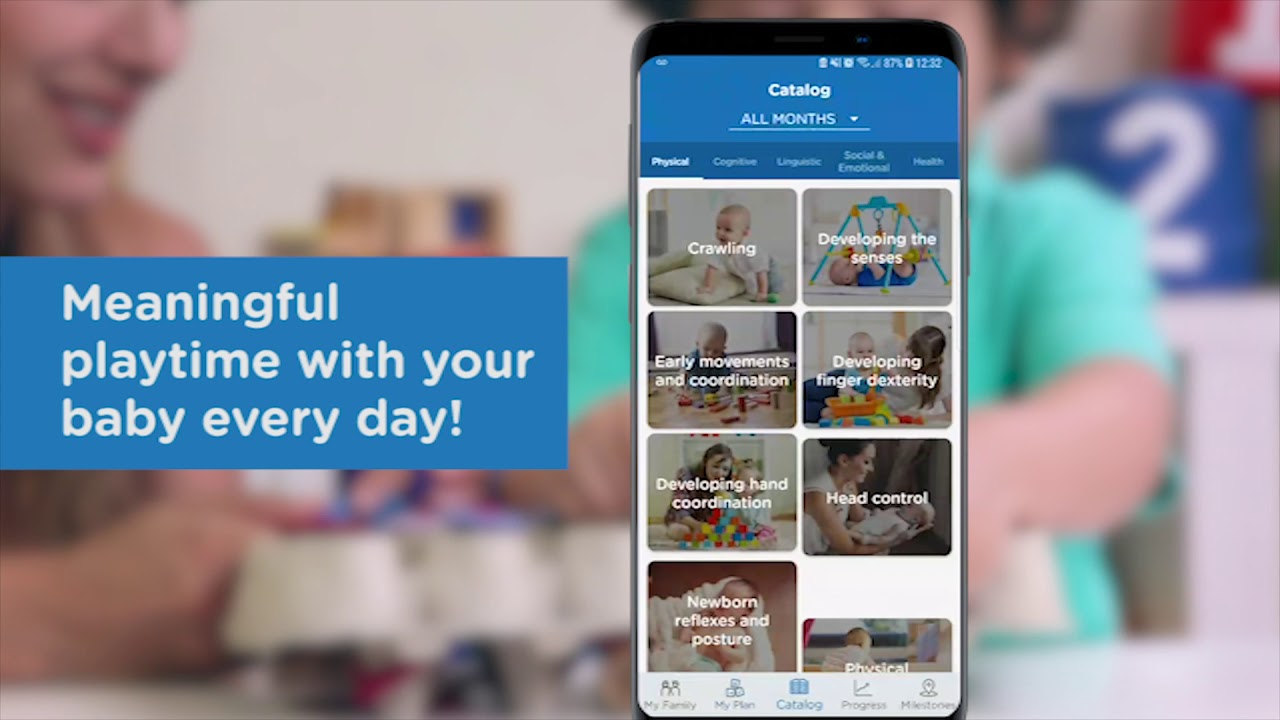 Meaningful
playtime with your
baby every day!
87% 12:32
Catalog
ALL MONTHS
Physical
Cognitive
Linguistic
Social &
Emotional
Health
Crawling
Developing the
senses
Early movements
and coordination
Developing
finger dexterity
Developing hand
coordination
Head control
Newborn
reflexes and
posture
Physical
My Family
My Plan
Catalog
Progress
Milestones
1
2